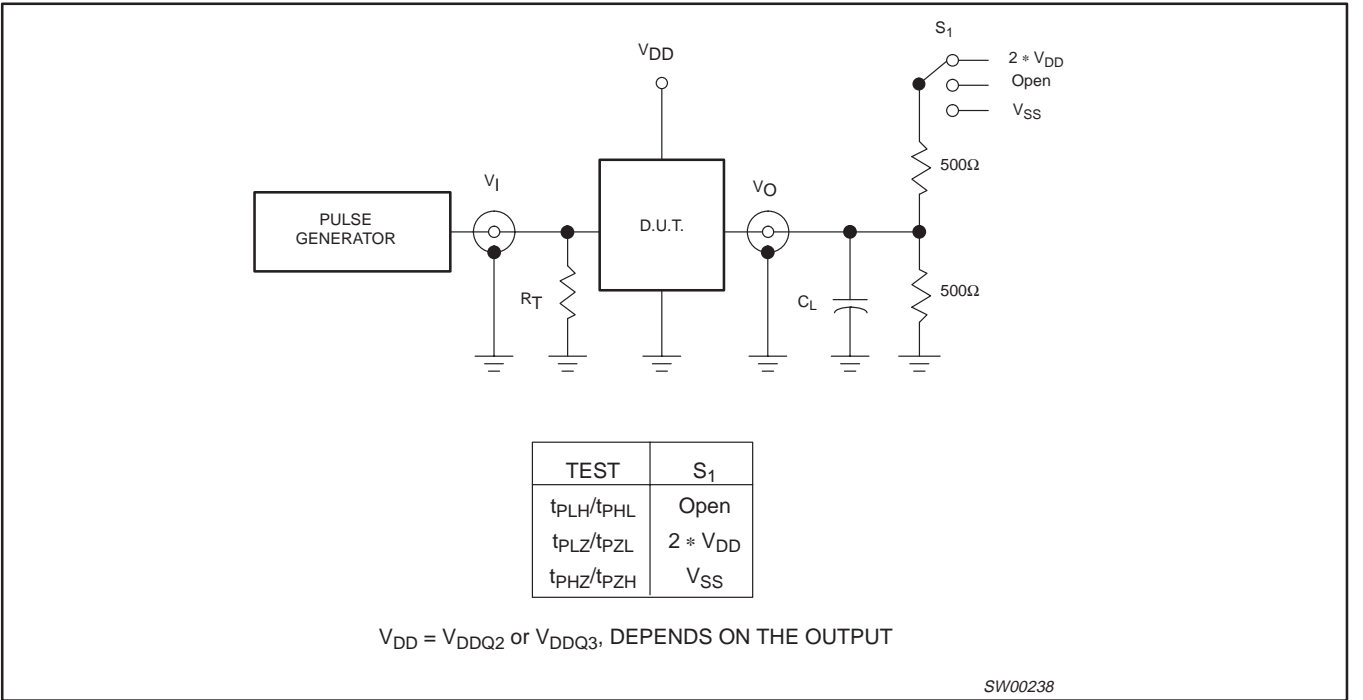 S1
VDD
2 * VDD
Open
VSS
500Ω
VI
VO
PULSE
GENERATOR
D.U.T.
RT
CL
500Ω
TEST S1
tPLH/tPHL Open
tPLZ/tPZL 2 * VDD
tPHZ/tPZH VSS
VDD = VDDQ2 or VDDQ3, DEPENDS ON THE OUTPUT
SW00238